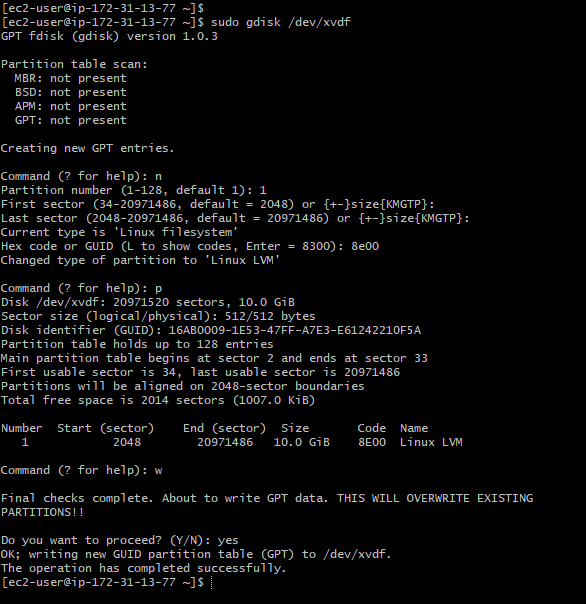 [ec2-user@ip-172-31-13-77 ~]$
[ec2-user@ip-172-31-13-77 ~]$ sudo gdisk /dev/xvdf
GPT fdisk (gdisk) version 1.0.3
Partition table scan:
MBR: not present
BSD: not present
APM: not present
GPT: not present
Creating new GPT entries.
Command (? for help): n
Partition number (1-128, default 1): 1
First sector (34-20971486, default = 2048) or {+-}size{KMGTP}:
Last sector (2048-20971486, default = 20971486) or {+-}size{KMGTP}:
Current type is 'Linux filesystem'
Hex code or GUID (L to show codes, Enter = 8300): 8e00
Changed type of partition to 'Linux LVM'
Command (? for help): p
Disk /dev/xvdf: 20971520 sectors, 10.0 GiB
Sector size (logical/physical): 512/512 bytes
Disk identifier (GUID): 16AB0009-1E53-47FF-A7E3-E61242210F5A
Partition table holds up to 128 entries
Main partition table begins at sector 2 and ends at sector 33
First usable sector is 34, last usable sector is 20971486
Partitions will be aligned on 2048-sector boundaries
Total free space is 2014 sectors (1007.0 KiB)
Number  Start (sector)    End (sector)  Size       Code  Name
1            2048        20971486   10.0 GiB    8E00  Linux LVM
Command (? for help): w
Final checks complete. About to write GPT data. THIS WILL OVERWRITE EXISTING
PARTITIONS!!
Do you want to proceed? (Y/N): yes
OK; writing new GUID partition table (GPT) to /dev/xvdf.
The operation has completed successfully.
[ec2-user@ip-172-31-13-77 ~]$